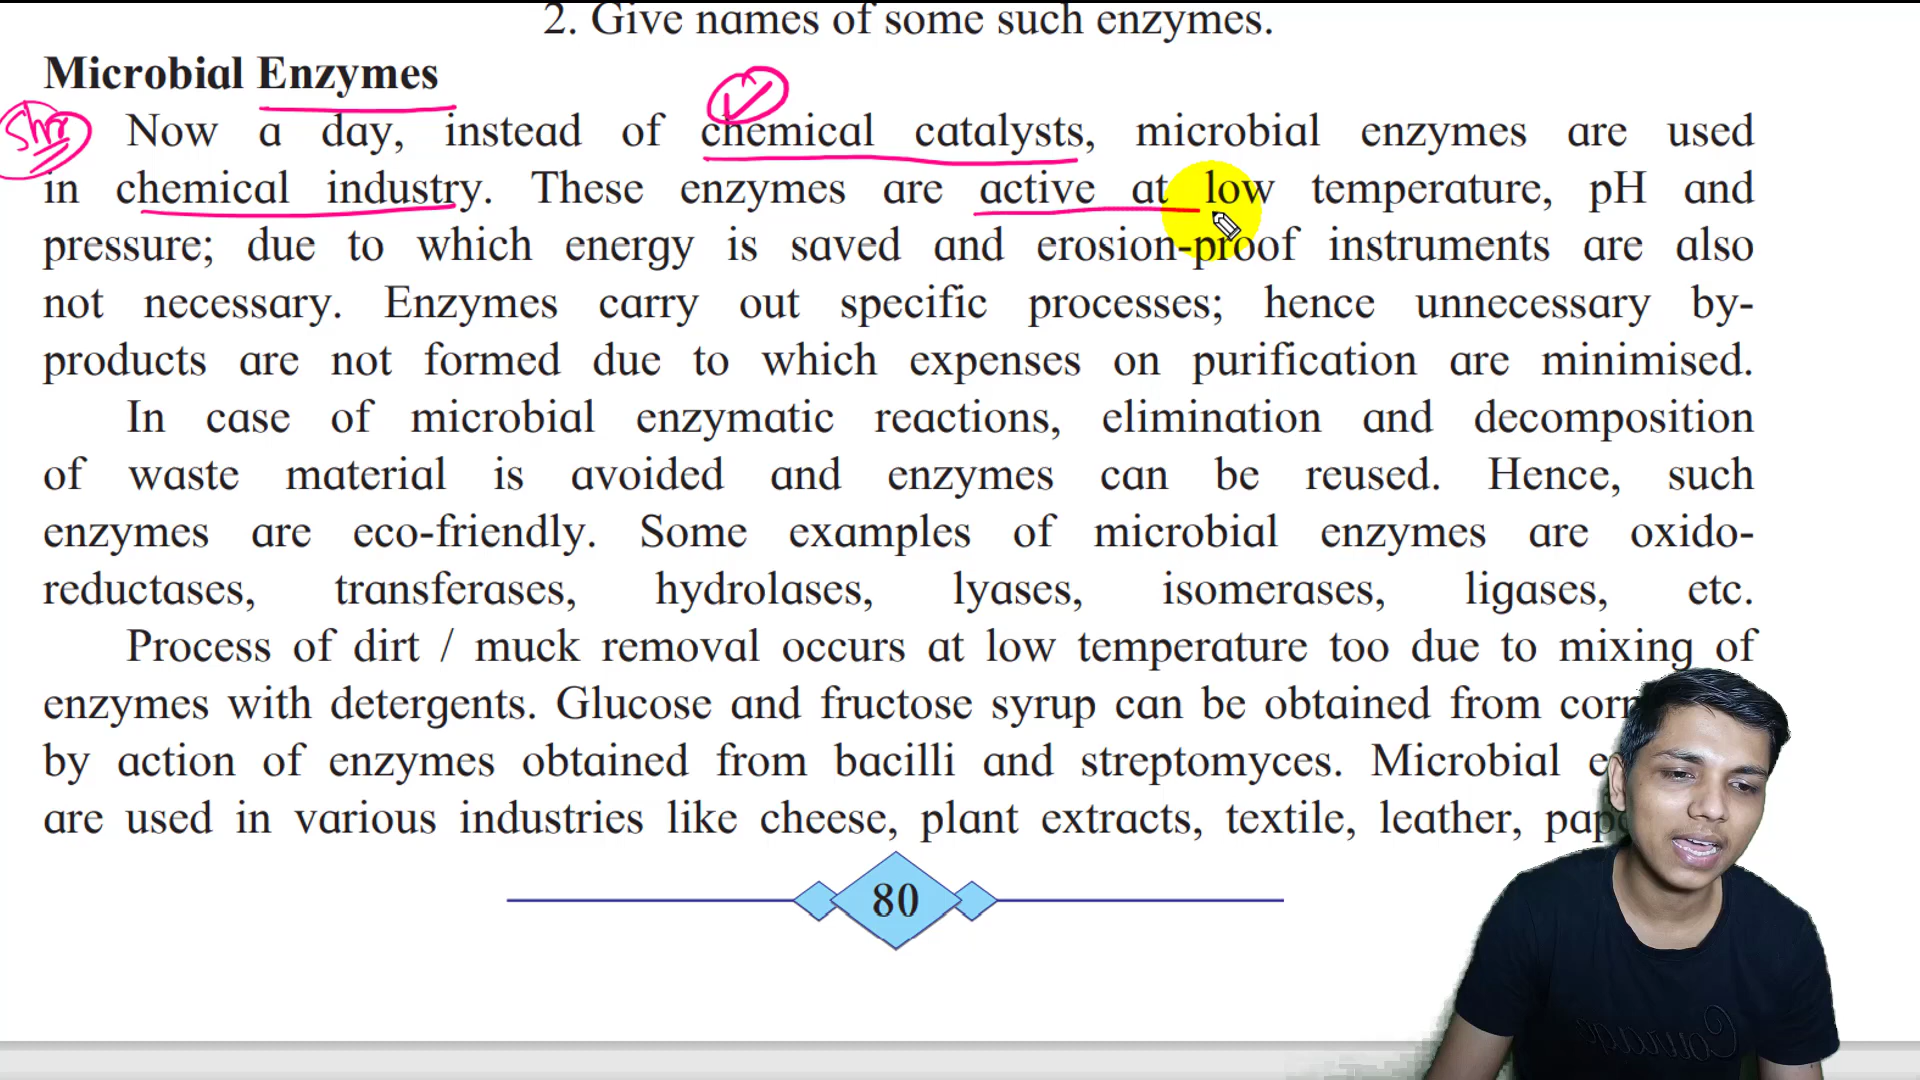 2. Give names of some such enzymes.
Microbial Enzymes
Now a day, instead of chemical catalysts, microbial enzymes are used
in chemical industry. These enzymes are active at low temperature, pH and
pressure; due to which energy is saved and erosion-proof instruments are also
not necessary. Enzymes carry out specific processes; hence unnecessary by-
products are not formed due to which expenses on purification are minimised.
In case of microbial enzymatic reactions, elimination and decomposition
of waste material is avoided and enzymes can be reused. Hence, such
enzymes are eco-friendly. Some examples of microbial enzymes are oxido-
reductases, transferases, hydrolases, lyases, isomerases, ligases, etc.
Process of dirt / muck removal occurs at low temperature too due to mixing of
enzymes with detergents. Glucose and fructose syrup can be obtained from
by action of enzymes obtained from bacilli and streptomyces. Microbial
are used in various industries like cheese, plant extracts, textile, leather,
80